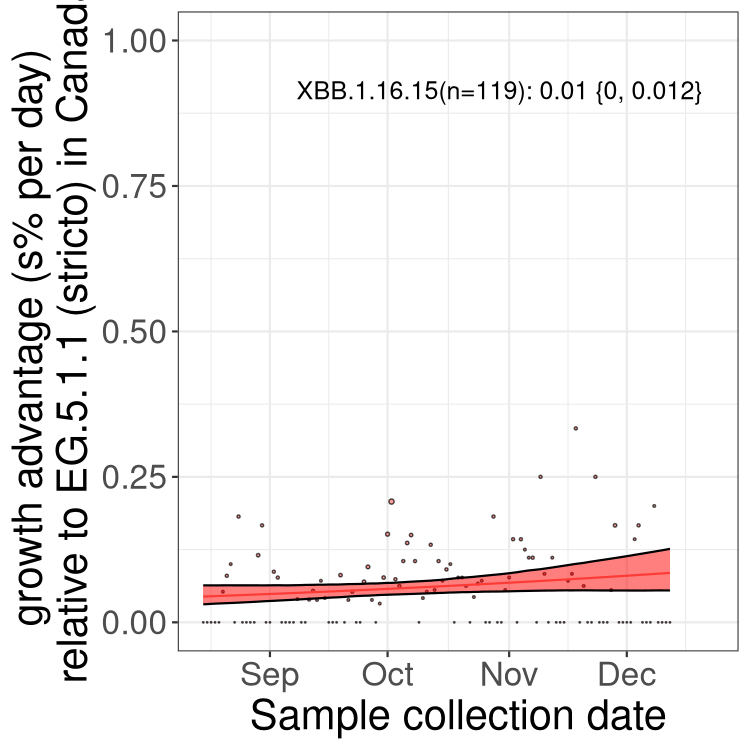 growth advantage (s% per day)
relative to EG.5.1.1 (stricto) in Canada
1.00
0.75
0.50
0.25
0.00
XBB.1.16.15(n=119): 0.01 {0, 0.012}
Sep Oct Nov Dec
Sample collection date